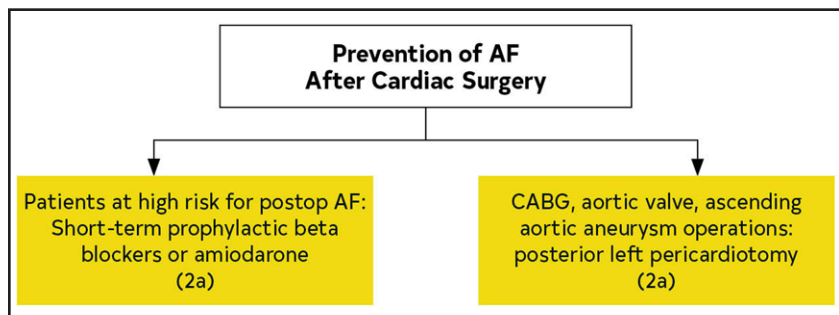 Prevention of AF
After Cardiac Surgery
Patients at high risk for postop AF:
Short-term prophylactic beta
blockers or amiodarone
(2a)
CABG, aortic valve, ascending
aortic aneurysm operations:
posterior left pericardiotomy
(2a)